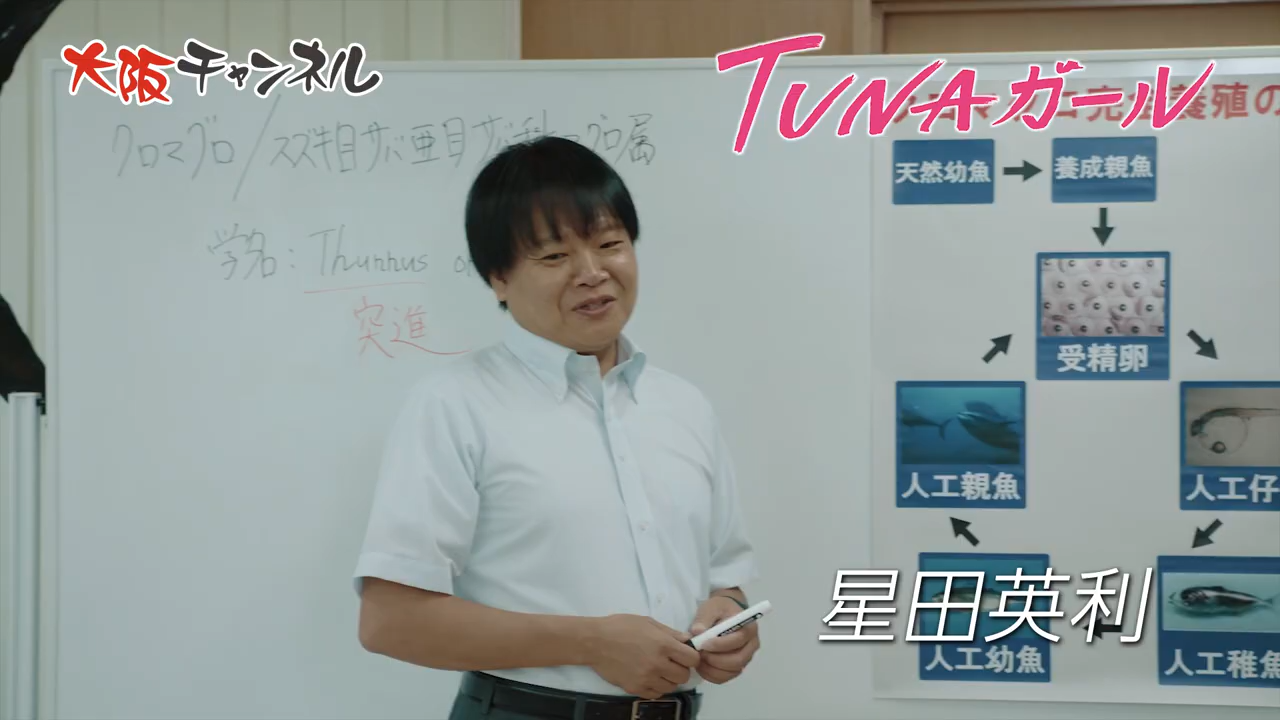 大阪チャンネル
TUNAガール
クロマグロ/スズキ目サバ亜目サバ科マグロ属
学名:Thunnus
突進
天然幼魚
養成親魚
受精卵
人工親魚
人工仔
星田英利
人工幼魚
人工稚魚